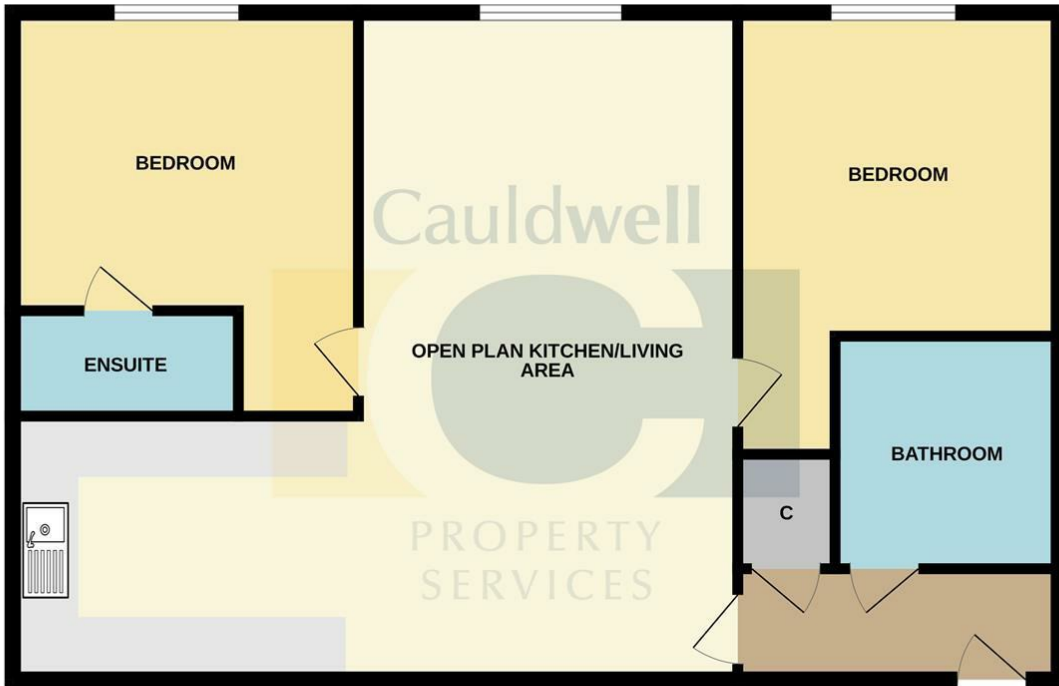 BEDROOM
BEDROOM
Cauldwell
OPEN PLAN KITCHEN/LIVING
AREA
ENSUITE
BATHROOM
C
PROPERTY
SERVICES